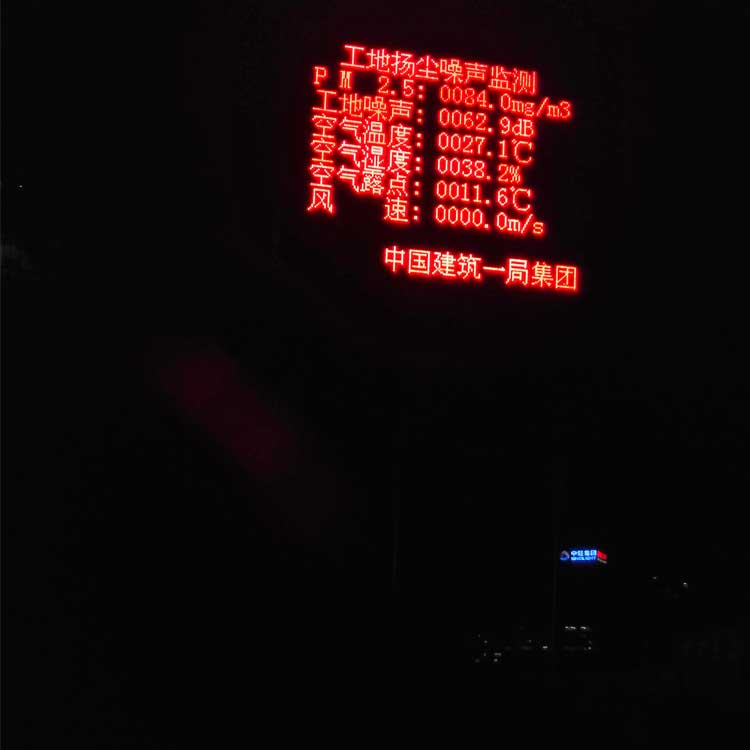 工地扬尘噪声监测
PM 2.5: 0084.0mg/m3
工地噪声: 0062.9dB
空气温度: 0027.1℃
空气湿度: 0038.2%
空气露点: 0011.6℃
风 速: 0000.0m/s
中国建筑一局集团